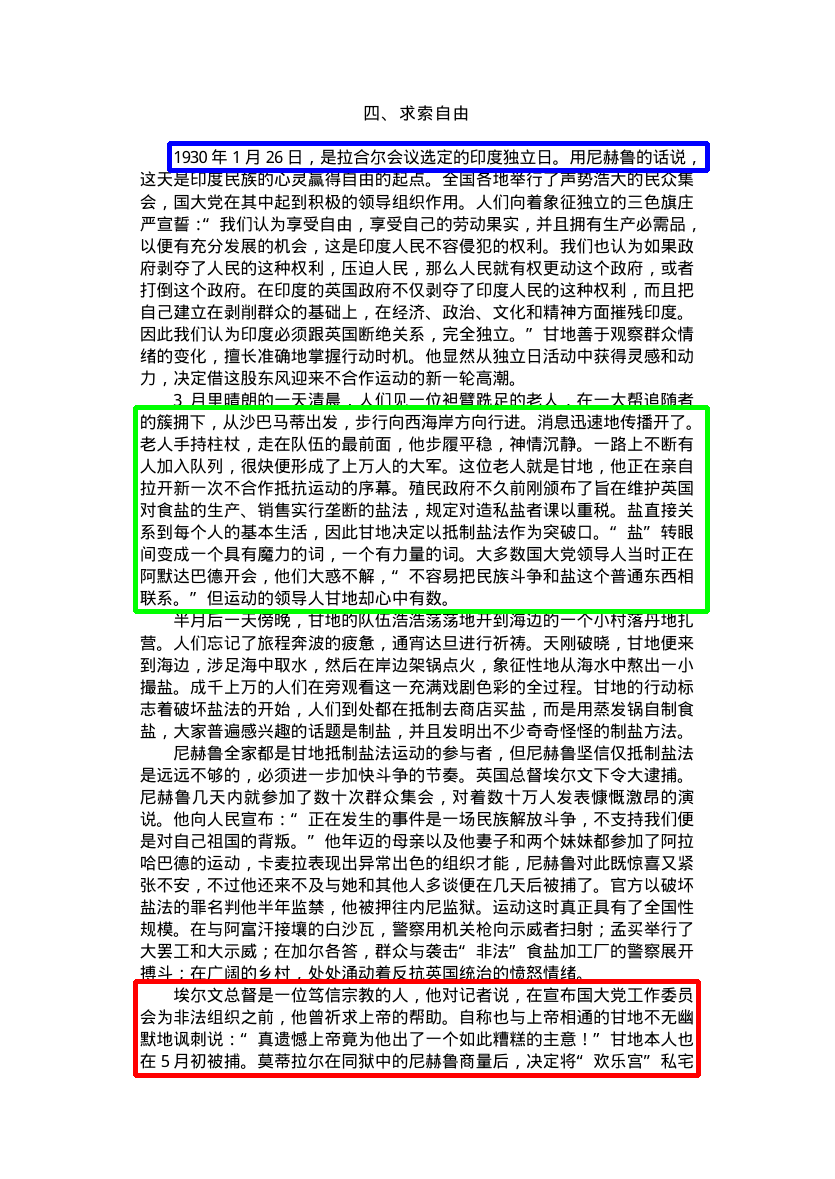 四、求索自由
1930 年 1 月 26 日，是拉合尔会议选定的印度独立日。用尼赫鲁的话说，
这天是印度民族的心灵赢得自由的起点。全国各地举行了声势浩大的民众集
会，国大党在其中起到积极的领导组织作用。人们向着象征独立的三色旗庄
严宣誓：“ 我们认为享受自由，享受自己的劳动果实，并且拥有生产必需品，
以便有充分发展的机会，这是印度人民不容侵犯的权利。我们也认为如果政
府剥夺了人民的这种权利，压迫人民，那么人民就有权更动这个政府，或者
打倒这个政府。在印度的英国政府不仅剥夺了印度人民的这种权利，而且把
自己建立在剥削群众的基础上，在经济、政治、文化和精神方面摧残印度。
因此我们认为印度必须跟英国断绝关系，完全独立。” 甘地善于观察群众情
绪的变化，擅长准确地掌握行动时机。他显然从独立日活动中获得灵感和动
力，决定借这股东风迎来不合作运动的新一轮高潮。
3 月里晴朗的一天清晨，人们见一位袒臂跣足的老人，在一大帮追随者
的簇拥下，从沙巴马蒂出发，步行向西海岸方向行进。消息迅速地传播开了。
老人手持柱杖，走在队伍的最前面，他步履平稳，神情沉静。一路上不断有
人加入队列，很炔便形成了上万人的大军。这位老人就是甘地，他正在亲自
拉开新一次不合作抵抗运动的序幕。殖民政府不久前刚颁布了旨在维护英国
对食盐的生产、销售实行垄断的盐法，规定对造私盐者课以重税。盐直接关
系到每个人的基本生活，因此甘地决定以抵制盐法作为突破口。“ 盐” 转眼
间变成一个具有魔力的词，一个有力量的词。大多数国大党领导人当时正在
阿默达巴德开会，他们大惑不解，“ 不容易把民族斗争和盐这个普通东西相
联系。” 但运动的领导人甘地却心中有数。
半月后一天傍晚，甘地的队伍浩浩荡荡地开到海边的一个小村落丹地扎
营。人们忘记了旅程奔波的疲惫，通宵达旦进行祈祷。天刚破晓，甘地便来
到海边，涉足海中取水，然后在岸边架锅点火，象征性地从海水中熬出一小
撮盐。成千上万的人们在旁观看这一充满戏剧色彩的全过程。甘地的行动标
志着破坏盐法的开始，人们到处都在抵制去商店买盐，而是用蒸发锅自制食
盐，大家普遍感兴趣的话题是制盐，并且发明出不少奇奇怪怪的制盐方法。
尼赫鲁全家都是甘地抵制盐法运动的参与者，但尼赫鲁坚信仅抵制盐法
是远远不够的，必须进一步加快斗争的节奏。英国总督埃尔文下令大逮捕。
尼赫鲁几天内就参加了数十次群众集会，对着数十万人发表慷慨激昂的演
说。他向人民宣布：“ 正在发生的事件是一场民族解放斗争，不支持我们便
是对自己祖国的背叛。” 他年迈的母亲以及他妻子和两个妹妹都参加了阿拉
哈巴德的运动，卡麦拉表现出异常出色的组织才能，尼赫鲁对此既惊喜又紧
张不安，不过他还来不及与她和其他人多谈便在几天后被捕了。官方以破坏
盐法的罪名判他半年监禁，他被押往内尼监狱。运动这时真正具有了全国性
规模。在与阿富汗接壤的白沙瓦，警察用机关枪向示威者扫射；孟买举行了
大罢工和大示威；在加尔各答，群众与袭击“ 非法” 食盐加工厂的警察展开
搏斗；在广阔的乡村，处处涌动着反抗英国统治的愤怒情绪。
埃尔文总督是一位笃信宗教的人，他对记者说，在宣布国大党工作委员
会为非法组织之前，他曾祈求上帝的帮助。自称也与上帝相通的甘地不无幽
默地讽刺说：“ 真遗憾上帝竟为他出了一个如此糟糕的主意！” 甘地本人也
在 5 月初被捕。莫蒂拉尔在同狱中的尼赫鲁商量后，决定将“ 欢乐宫” 私宅